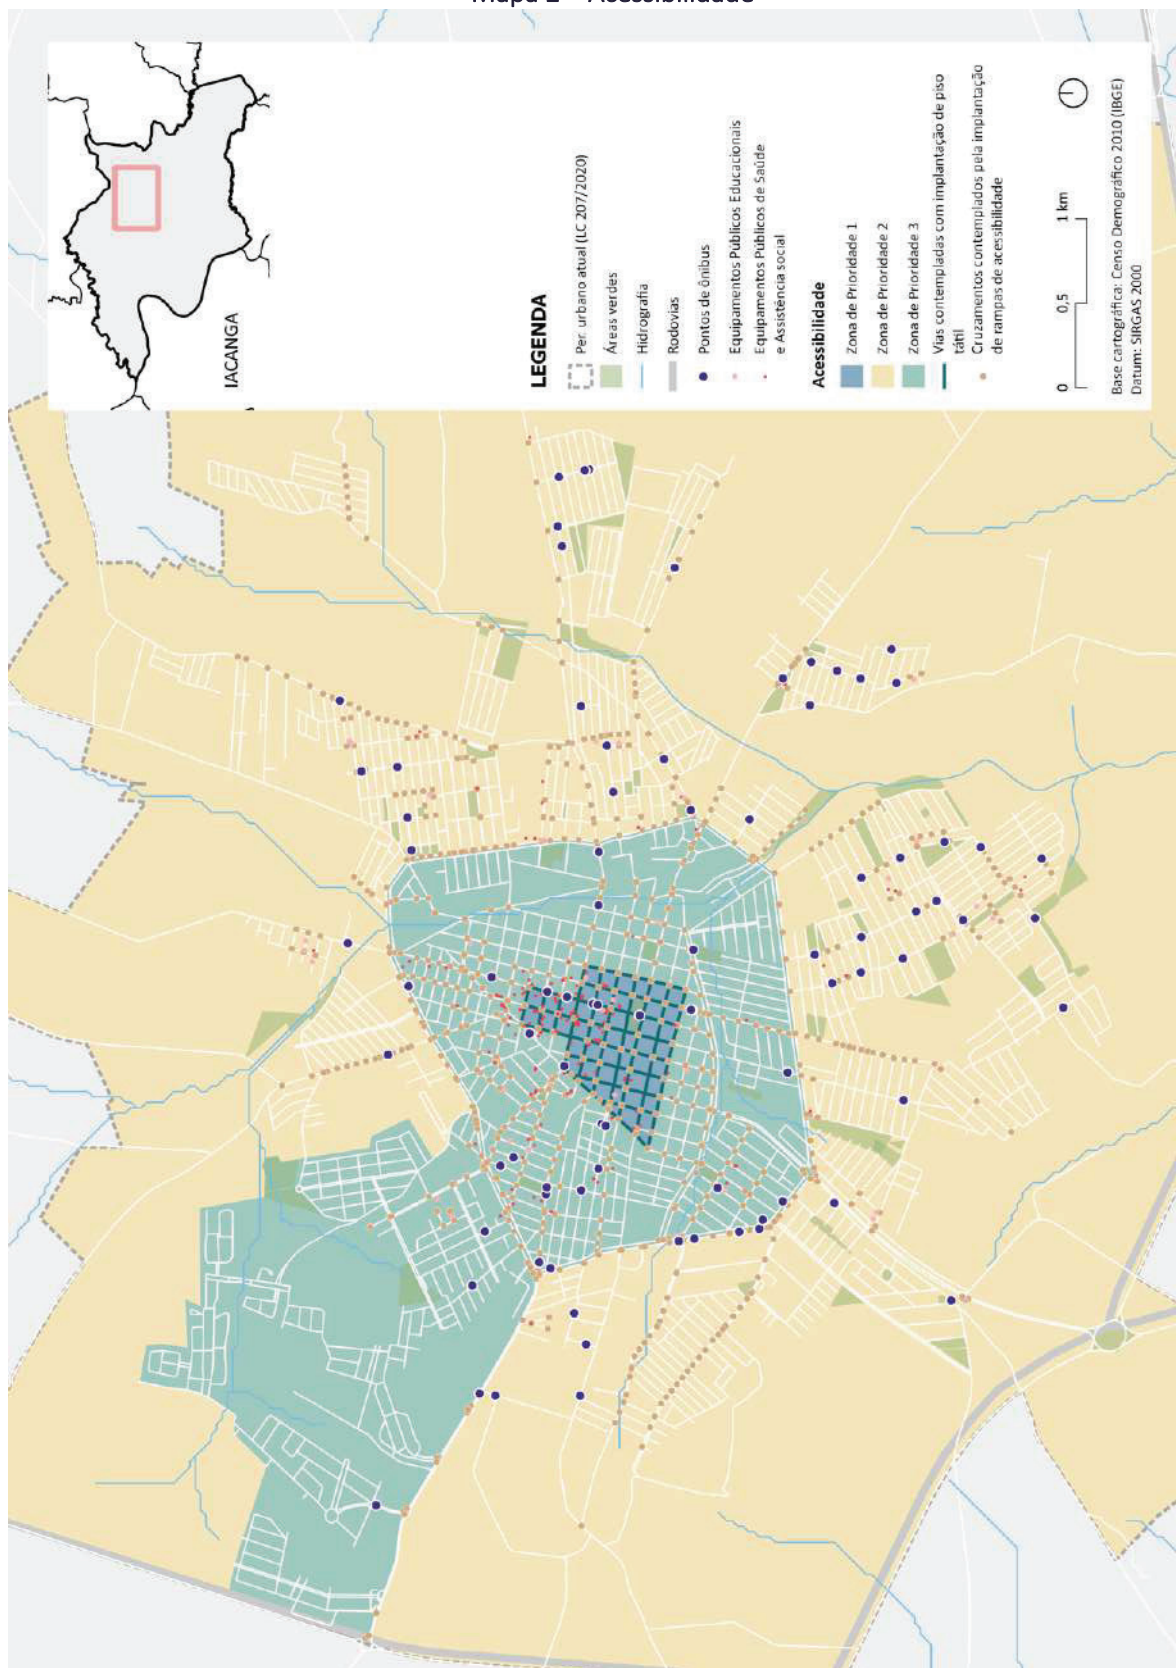 Mapa 2 – Acessibilidade
IACANGA
LEGENDA
Per. urbano atual (LC 207/2020)
Áreas verdes
Hidrografia
Rodovias
Pontos de ônibus
Equipamentos Públicos Educacionais
Equipamentos Públicos de Saúde
e Assistência social
Acessibilidade
Zona de Prioridade 1
Zona de Prioridade 2
Zona de Prioridade 3
Vias contempladas com implantação de piso
tátil
Cruzamentos contemplados pela implantação
de rampas de acessibilidade
0 0,5 1 km
Base cartográfica: Censo Demográfico 2010 (IBGE)
Datum: SIRGAS 2000